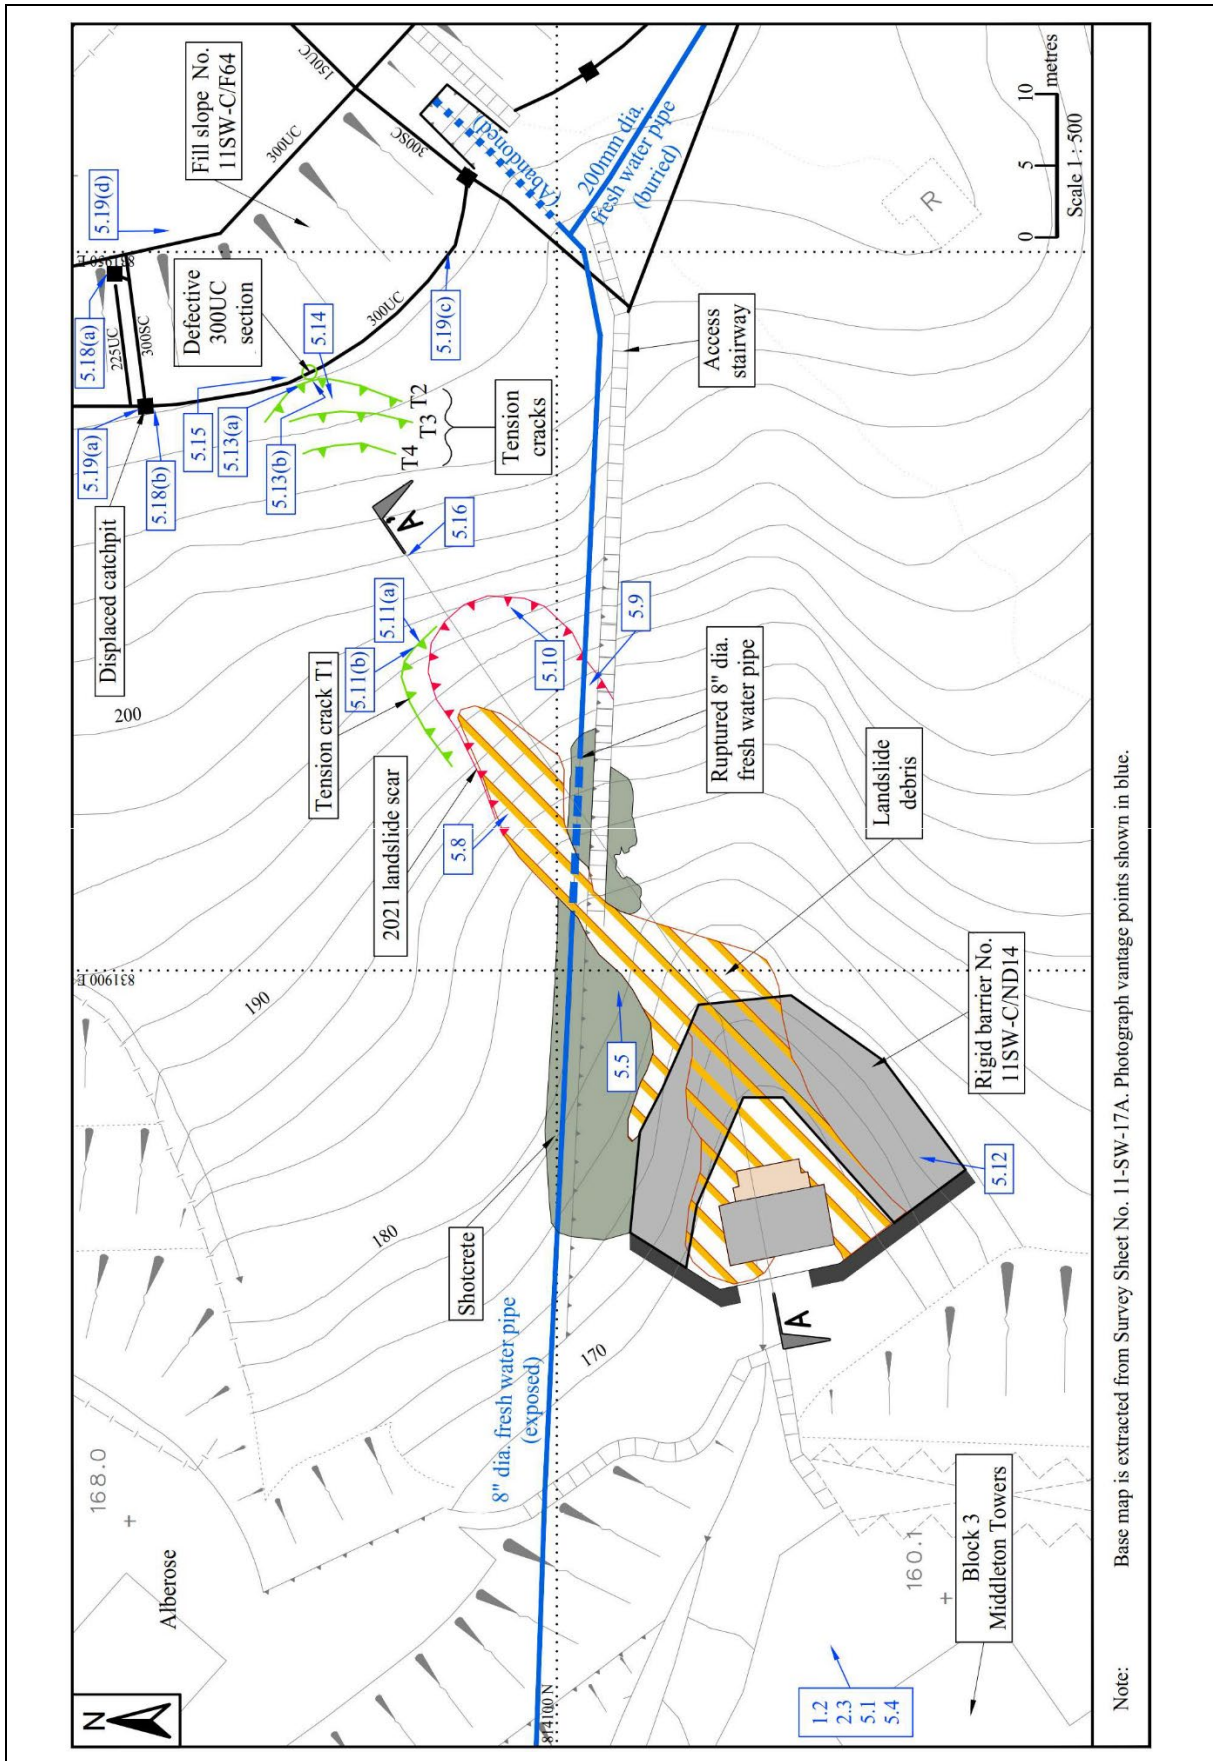 N
Alberose
168.0
814100 N
8" dia. fresh water pipe
(exposed)
1.2
2.3
5.1
5.4
Block 3
Middleton Towers
160.1
170
180
190
200
Shotcrete
A
831900 E
5.5
5.12
Rigid barrier No.
11SW-C/ND14
Landslide
debris
2021 landslide scar
5.8
Tension crack T1
5.11(b)
5.11(a)
5.10
5.9
Ruptured 8" dia.
fresh water pipe
5.16
A'
Displaced catchpit
5.19(a)
5.18(b)
5.18(a)
225UC
300SC
5.15
5.13(a)
5.13(b)
5.14
T4
T3
T2
Tension
cracks
Defective
300UC
section
831950 E
5.19(d)
300UC
5.19(c)
Fill slope No.
11SW-C/F64
300UC
150UC
300SC
(Abandoned)
200mm dia.
fresh water pipe
(buried)
Access
stairway
R
0
5
10
metres
Scale 1 : 500
Note:
Base map is extracted from Survey Sheet No. 11-SW-17A. Photograph vantage points shown in blue.